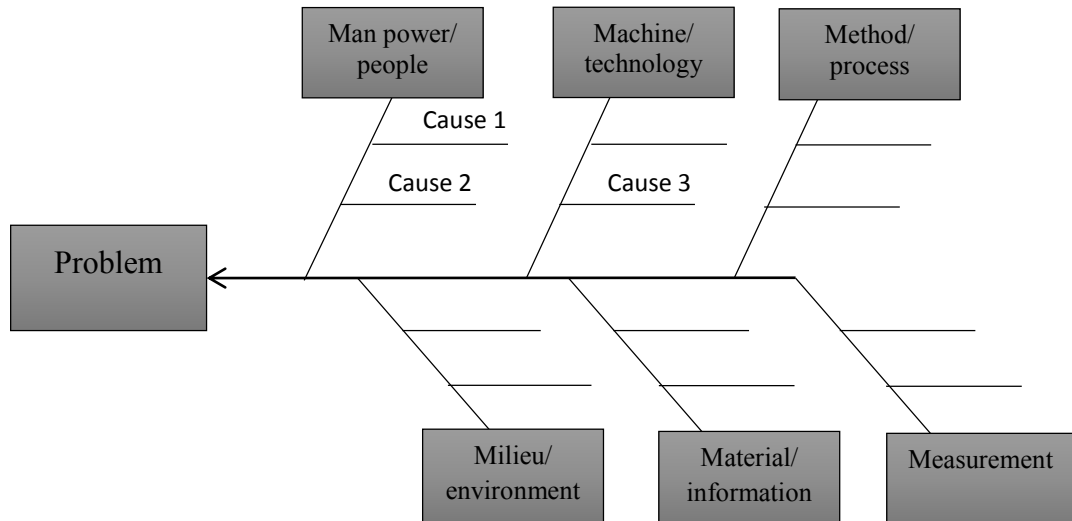 Man power/
people
Machine/
technology
Method/
process
Cause 1
Cause 2
Cause 3
Problem
Milieu/
environment
Material/
information
Measurement